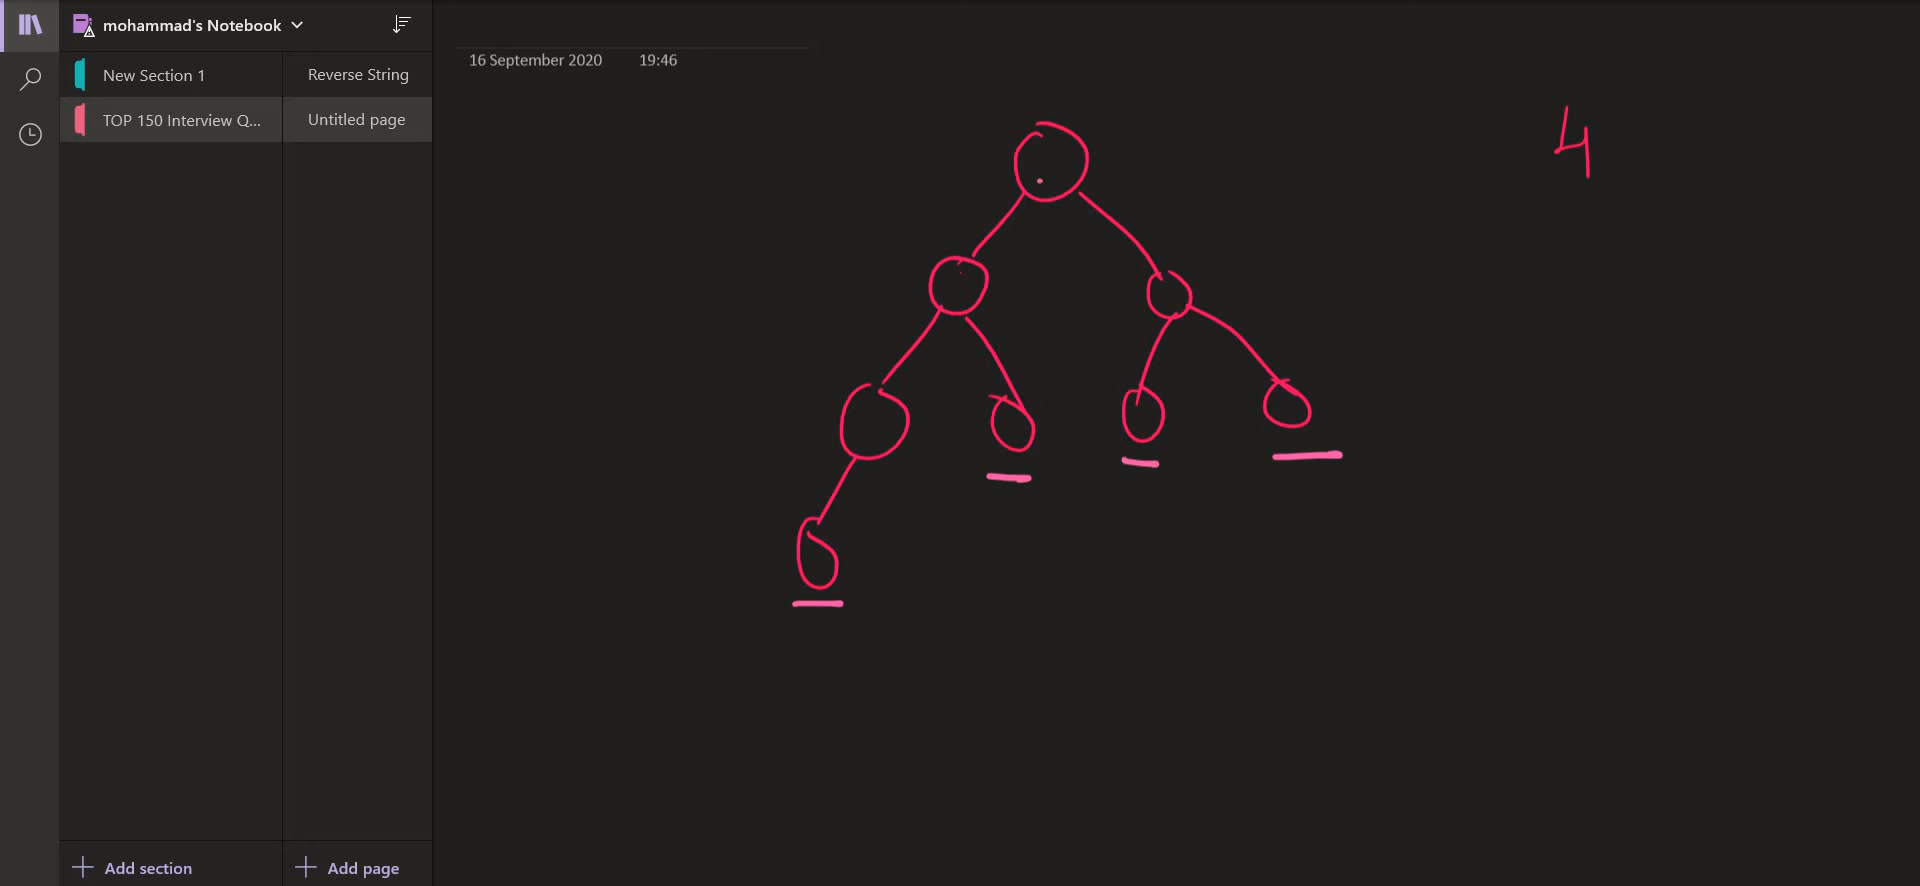 mohammad's Notebook
New Section 1
Reverse String
TOP 150 Interview Q...
Untitled page
16 September 2020 19:46
4
Add section
Add page